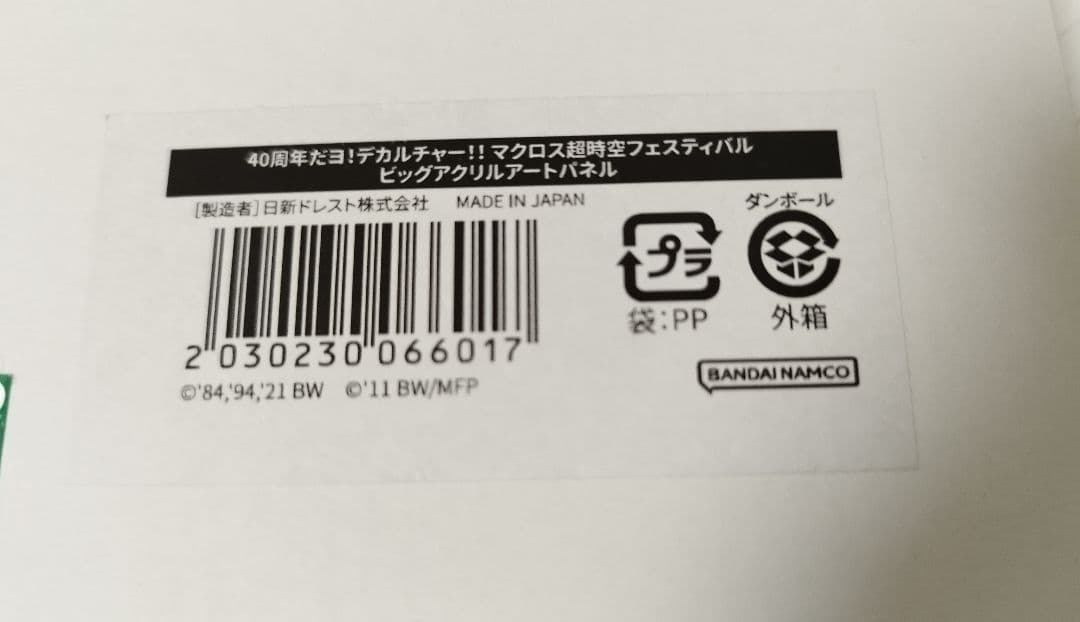 40周年だヨ!デカルチャー!!マクロス超時空フェスティバル
ビッグアクリルアートパネル
[製造者]日新ドレスト株式会社 MADE IN JAPAN
ダンボール
プラ
袋:PP
外箱
2 030230 066017
©'84,'94,'21 BW ©'11 BW/MFP
BANDAI NAMCO